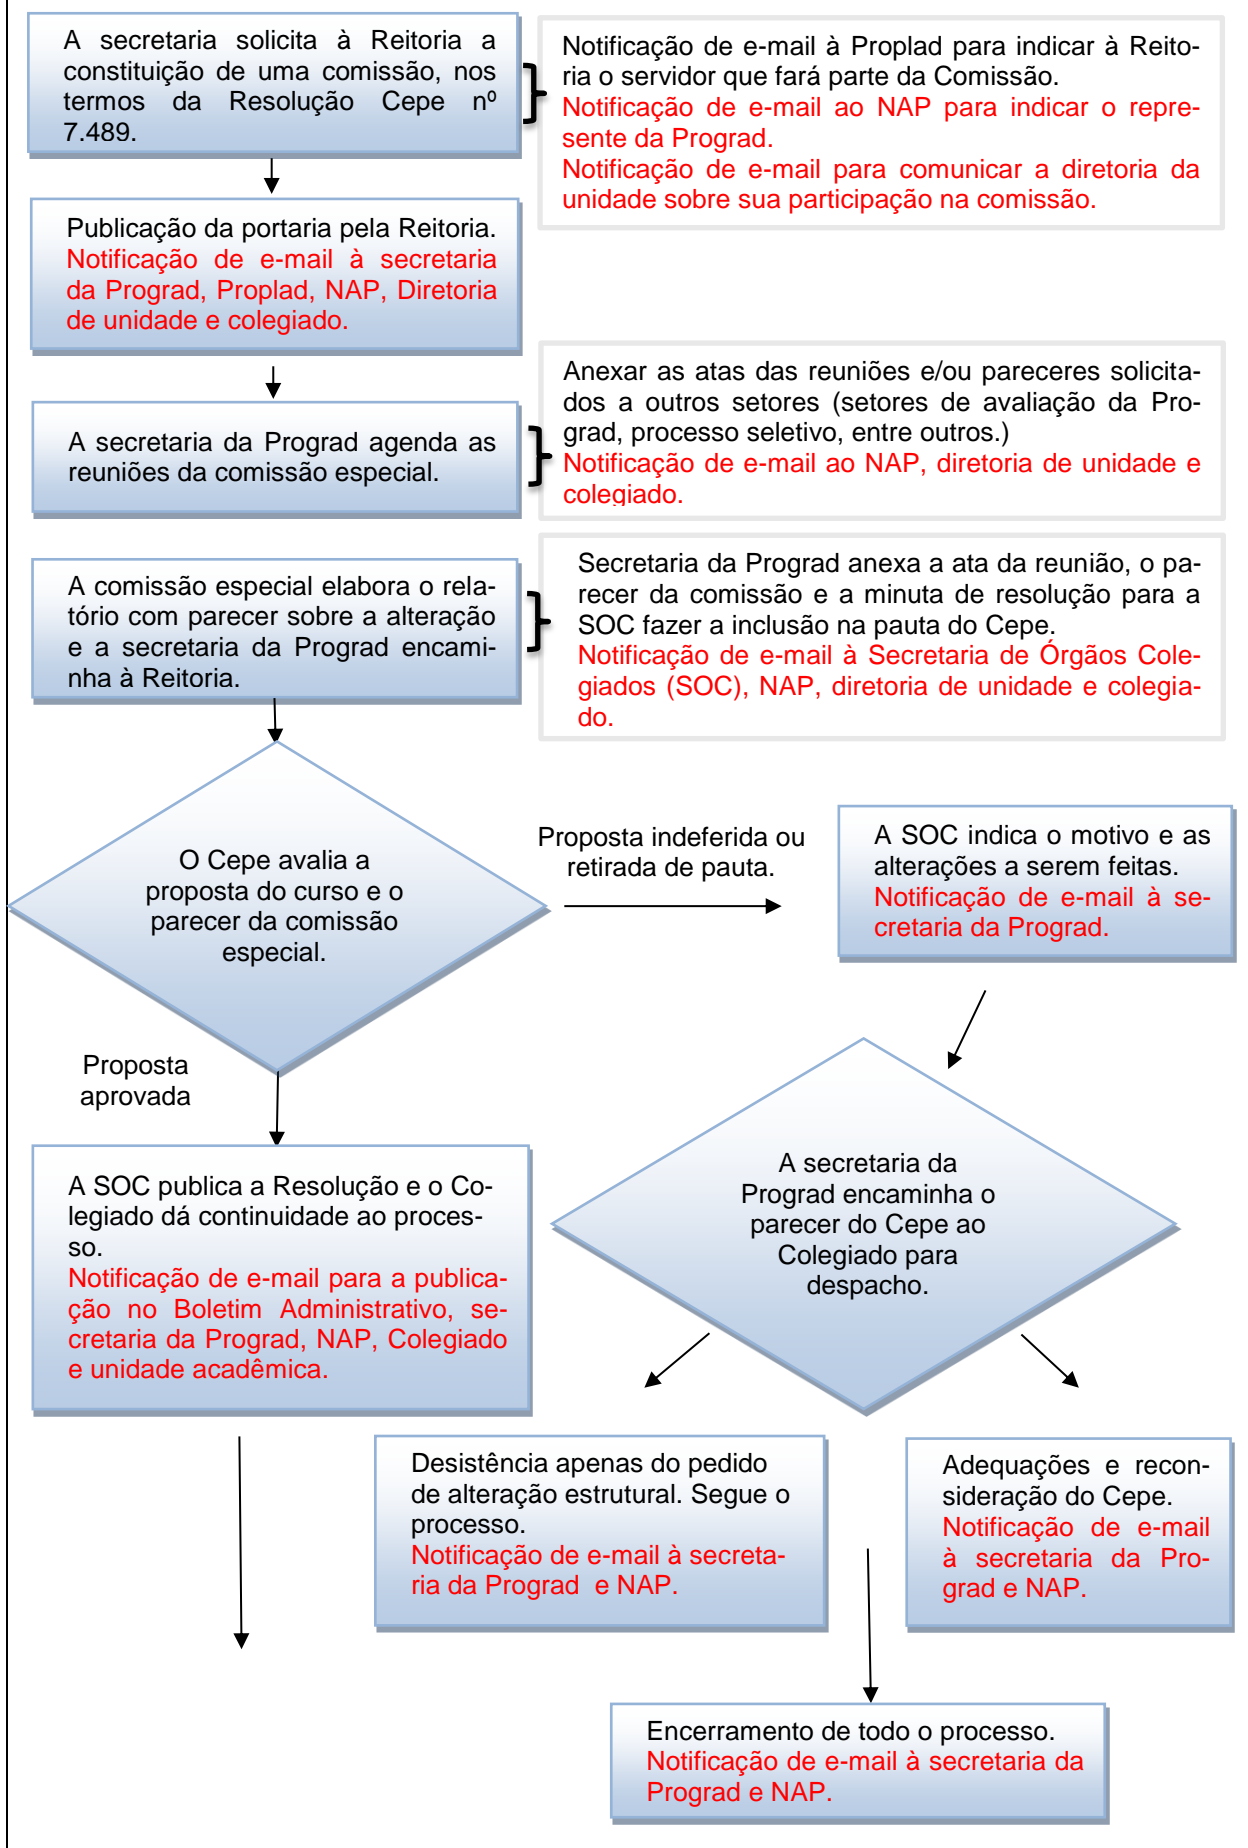 A secretaria solicita à Reitoria a
constituição de uma comissão, nos
termos da Resolução Cepe nº
7.489.
Notificação de e-mail à Proplad para indicar à Reito-
ria o servidor que fará parte da Comissão.
Notificação de e-mail ao NAP para indicar o repre-
sente da Prograd.
Notificação de e-mail para comunicar a diretoria da
unidade sobre sua participação na comissão.
Publicação da portaria pela Reitoria.
Notificação de e-mail à secretaria
da Prograd, Proplad, NAP, Diretoria
de unidade e colegiado.
A secretaria da Prograd agenda as
reuniões da comissão especial.
Anexar as atas das reuniões e/ou pareceres solicita-
dos a outros setores (setores de avaliação da Pro-
grad, processo seletivo, entre outros.)
Notificação de e-mail ao NAP, diretoria de unidade e
colegiado.
A comissão especial elabora o rela-
tório com parecer sobre a alteração
e a secretaria da Prograd encami-
nha à Reitoria.
Secretaria da Prograd anexa a ata da reunião, o pa-
recer da comissão e a minuta de resolução para a
SOC fazer a inclusão na pauta do Cepe.
Notificação de e-mail à Secretaria de Órgãos Cole-
giados (SOC), NAP, diretoria de unidade e colegia-
do.
O Cepe avalia a
proposta do curso e o
parecer da comissão
especial.
Proposta indeferida ou
retirada de pauta.
A SOC indica o motivo e as
alterações a serem feitas.
Notificação de e-mail à se-
cretaria da Prograd.
Proposta
aprovada
A SOC publica a Resolução e o Co-
legiado dá continuidade ao proces-
so.
Notificação de e-mail para a publica-
ção no Boletim Administrativo, se-
cretaria da Prograd, NAP, Colegiado
e unidade acadêmica.
A secretaria da
Prograd encaminha o
parecer do Cepe ao
Colegiado para
despacho.
Desistência apenas do pedido
de alteração estrutural. Segue o
processo.
Notificação de e-mail à secreta-
ria da Prograd e NAP.
Adequações e recon-
sideração do Cepe.
Notificação de e-mail
à secretaria da Pro-
grad e NAP.
Encerramento de todo o processo.
Notificação de e-mail à secretaria da
Prograd e NAP.